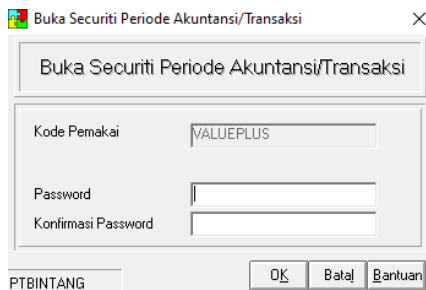 Buka Securiti Periode Akuntansi/Transaksi
Buka Securiti Periode Akuntansi/Transaksi
Kode Pemakai
VALUEPLUS
Password
Konfirmasi Password
OK Batal Bantuan
PTBINTANG